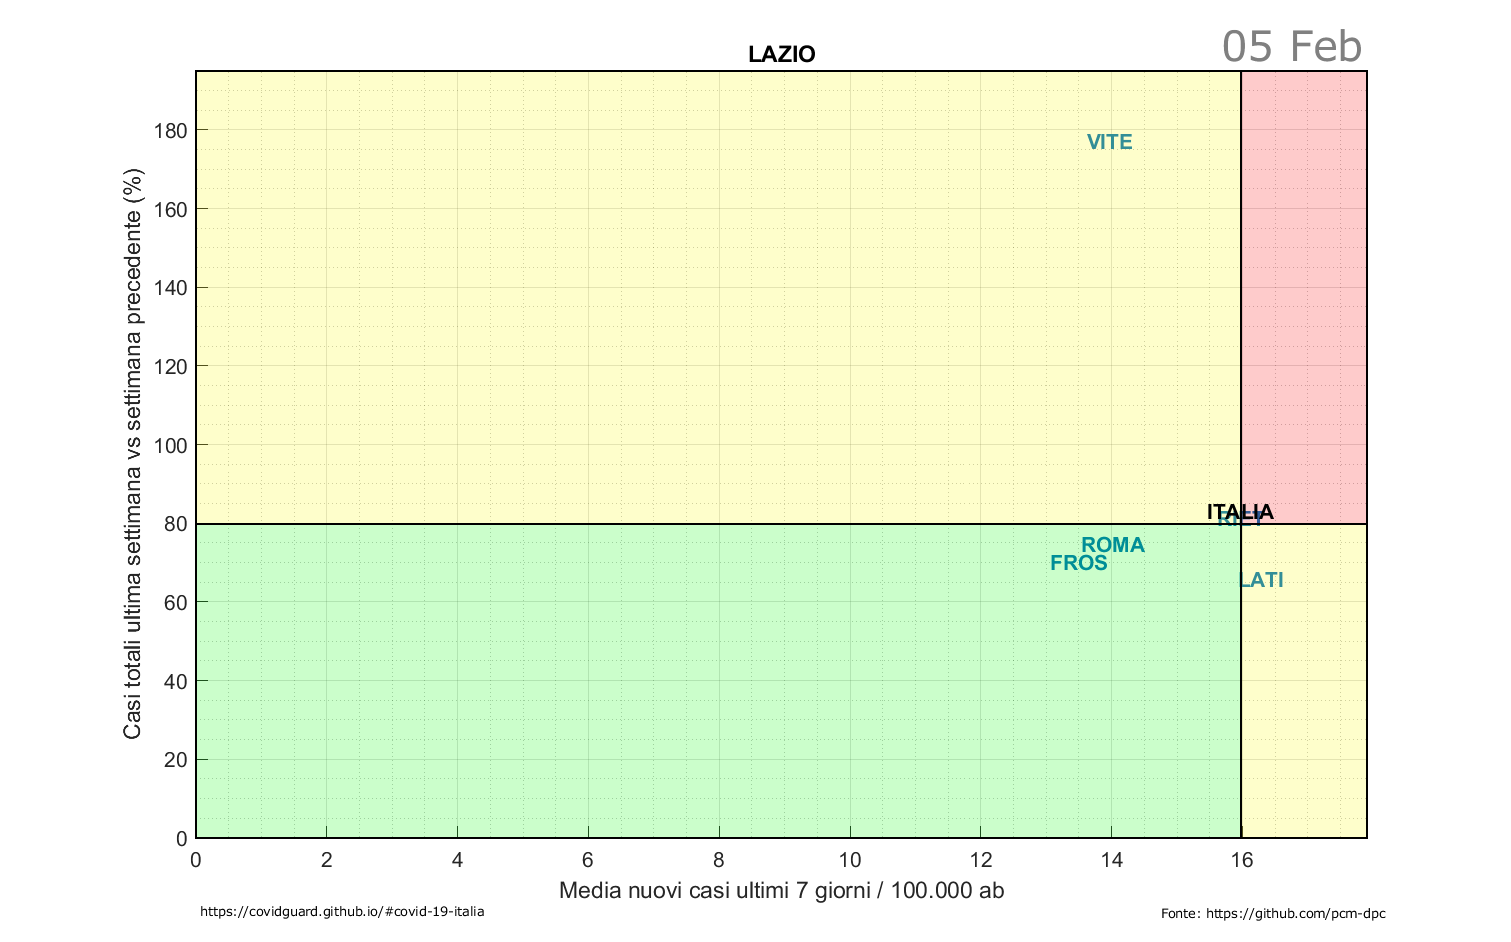 LAZIO
05 Feb
Casi totali ultima settimana vs settimana precedente (%)
180
160
140
120
100
80
60
40
20
0
VITE
ITALIA
RIET
ROMA
FROS
LATI
0 2 4 6 8 10 12 14 16
Media nuovi casi ultimi 7 giorni / 100.000 ab
https://covidguard.github.io/#covid-19-italia
Fonte: https://github.com/pcm-dpc